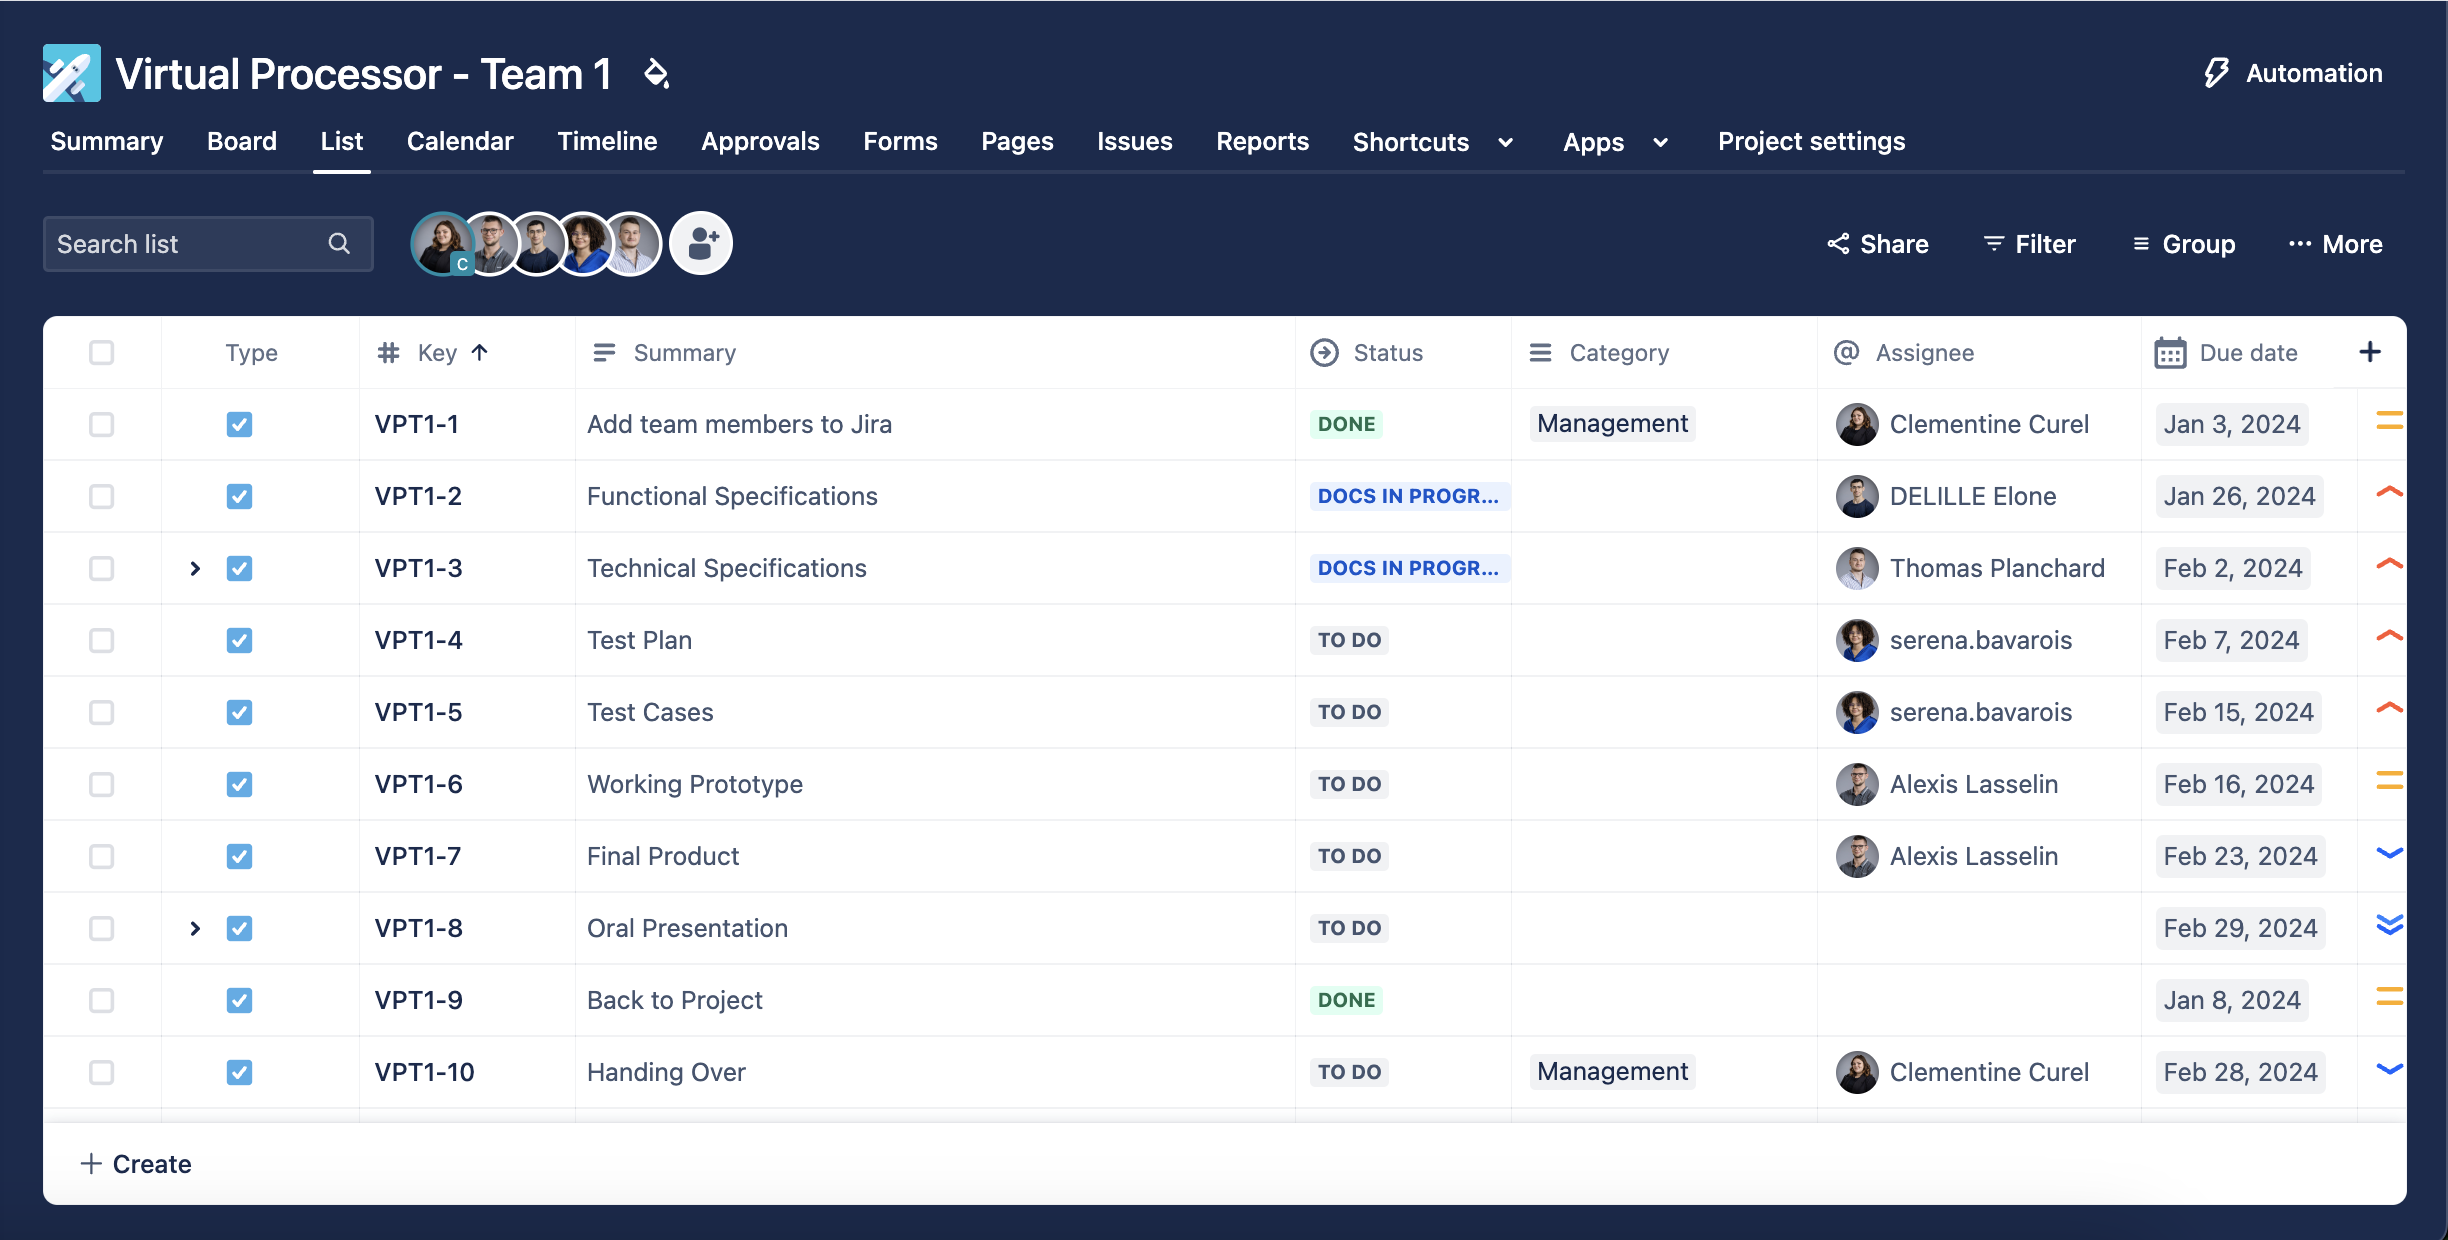 Virtual Processor - Team 1
Automation
Summary Board List Calendar Timeline Approvals Forms Pages Issues Reports Shortcuts Apps Project settings
Search list C Share Filter Group More
Type Key Summary Status Category Assignee Due date
VPT1-1 Add team members to Jira DONE Management Clementine Curel Jan 3, 2024
VPT1-2 Functional Specifications DOCS IN PROGR... DELILLE Elone Jan 26, 2024
VPT1-3 Technical Specifications DOCS IN PROGR... Thomas Planchard Feb 2, 2024
VPT1-4 Test Plan TO DO serena.bavarois Feb 7, 2024
VPT1-5 Test Cases TO DO serena.bavarois Feb 15, 2024
VPT1-6 Working Prototype TO DO Alexis Lasselin Feb 16, 2024
VPT1-7 Final Product TO DO Alexis Lasselin Feb 23, 2024
VPT1-8 Oral Presentation TO DO Feb 29, 2024
VPT1-9 Back to Project DONE Jan 8, 2024
VPT1-10 Handing Over TO DO Management Clementine Curel Feb 28, 2024
+ Create